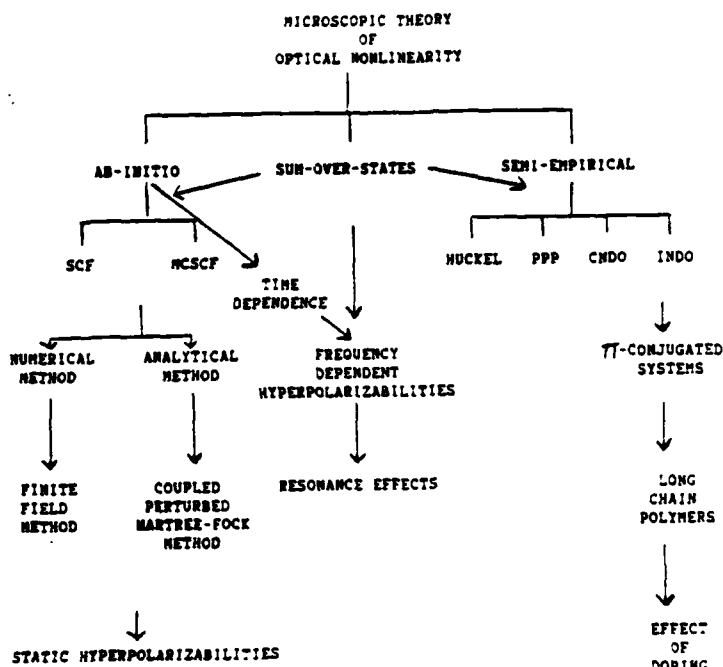 MICROSCOPIC THEORY
OF
OPTICAL NONLINEARITY
AB-INITIO
SUM-OVER-STATES
SEMI-EMPIRICAL
SCF
MCSCF
HUCKEL
PPP
CNDO
INDO
TIME
DEPENDENCE
NUMERICAL
METHOD
ANALYTICAL
METHOD
FREQUENCY
DEPENDENT
HYPERPOLARIZABILITIES
π-CONJUGATED
SYSTEMS
FINITE
FIELD
METHOD
COUPLED
PERTURBED
HARTREE-FOCK
METHOD
RESONANCE EFFECTS
LONG
CHAIN
POLYMERS
STATIC HYPERPOLARIZABILITIES
EFFECT
OF
DOPING